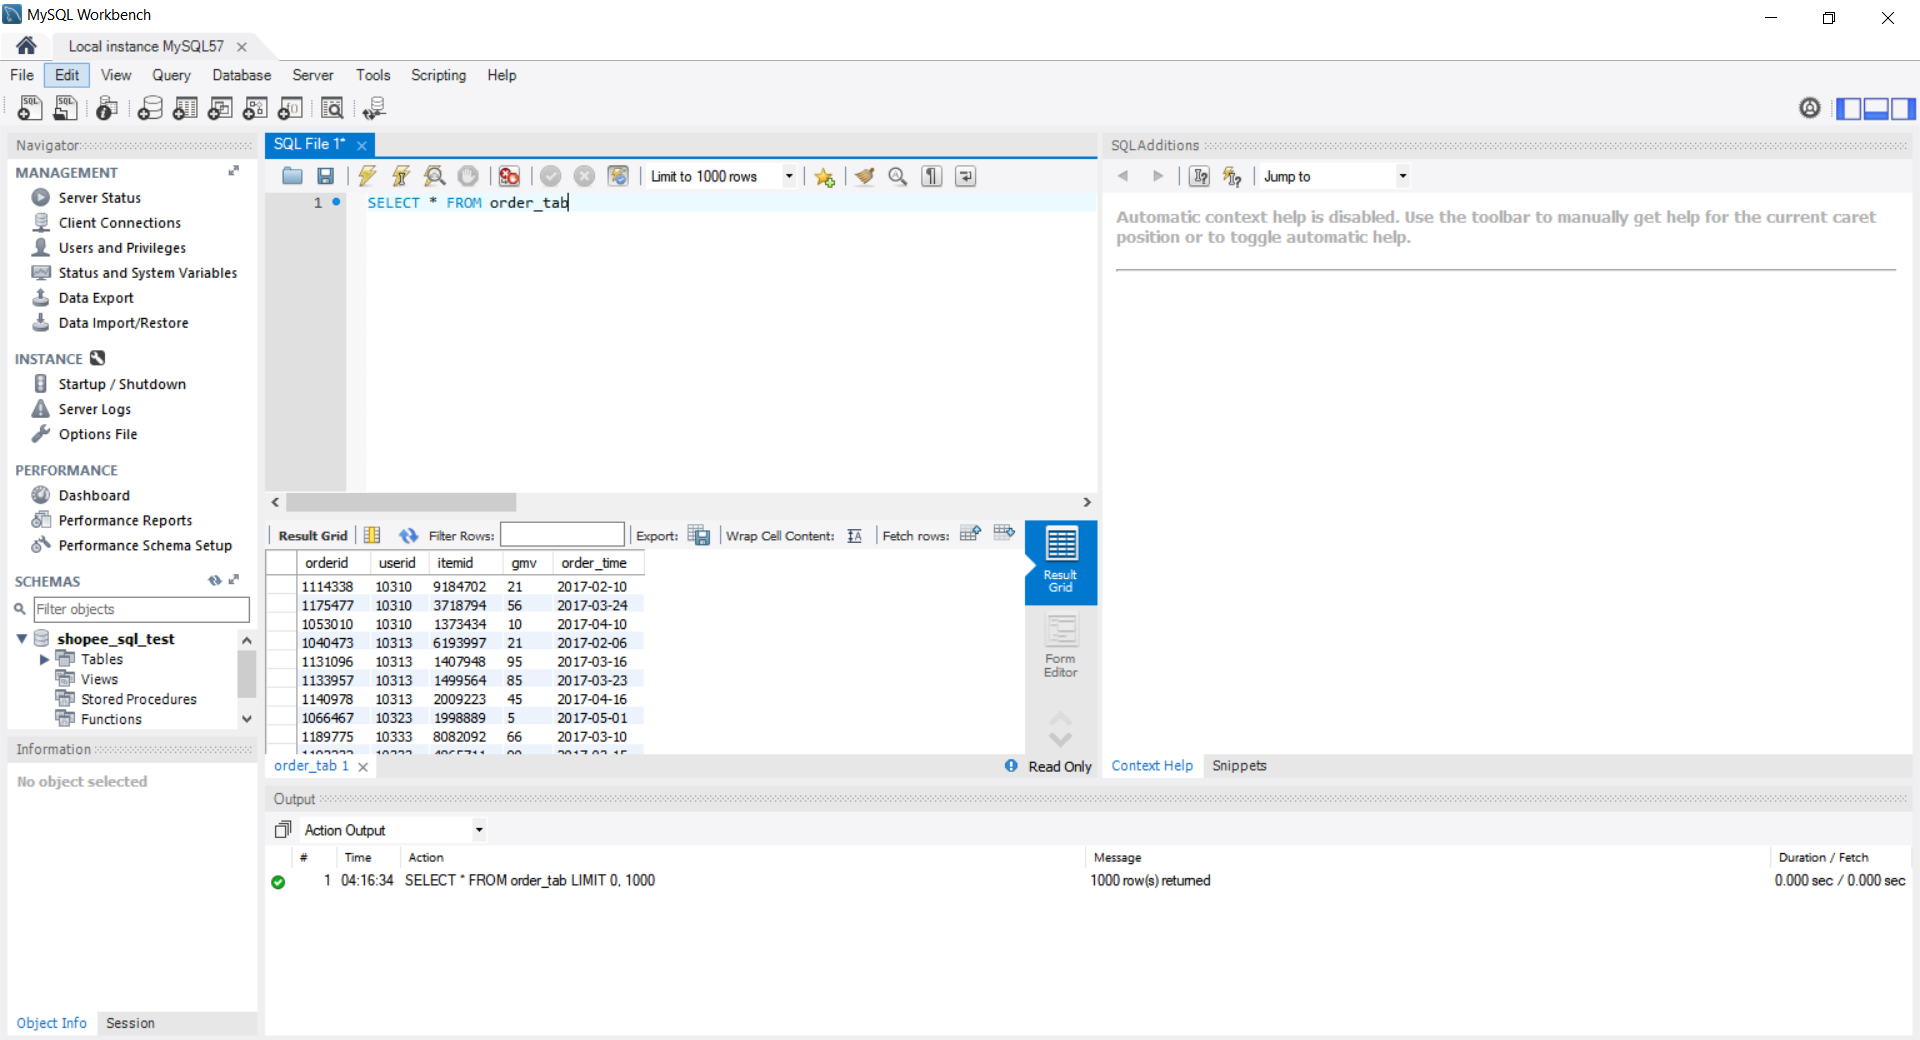 MySQL Workbench
Local instance MySQL57
File Edit View Query Database Server Tools Scripting Help
Navigator
MANAGEMENT
Server Status
Client Connections
Users and Privileges
Status and System Variables
Data Export
Data Import/Restore
INSTANCE
Startup / Shutdown
Server Logs
Options File
PERFORMANCE
Dashboard
Performance Reports
Performance Schema Setup
SCHEMAS
Filter objects
shopee_sql_test
Tables
Views
Stored Procedures
Functions
Information
No object selected
Object Info Session
SQL File 1*
Limit to 1000 rows
1 SELECT * FROM order_tab
Result Grid Filter Rows: Export: Wrap Cell Content: Fetch rows:
orderid userid itemid gmv order_time
1114338 10310 9184702 21 2017-02-10
1175477 10310 3718794 56 2017-03-24
1053010 10310 1373434 10 2017-04-10
1040473 10313 6193997 21 2017-02-06
1131096 10313 1407948 95 2017-03-16
1133957 10313 1499564 85 2017-03-23
1140978 10313 2009223 45 2017-04-16
1066467 10323 1998889 5 2017-05-01
1189775 10333 8082092 66 2017-03-10
Result
Grid
Form
Editor
order_tab 1
Read Only
SQLAdditions
Jump to
Automatic context help is disabled. Use the toolbar to manually get help for the current caret
position or to toggle automatic help.
Context Help Snippets
Output
Action Output
# Time Action Message Duration / Fetch
1 04:16:34 SELECT * FROM order_tab LIMIT 0, 1000 1000 row(s) returned 0.000 sec / 0.000 sec